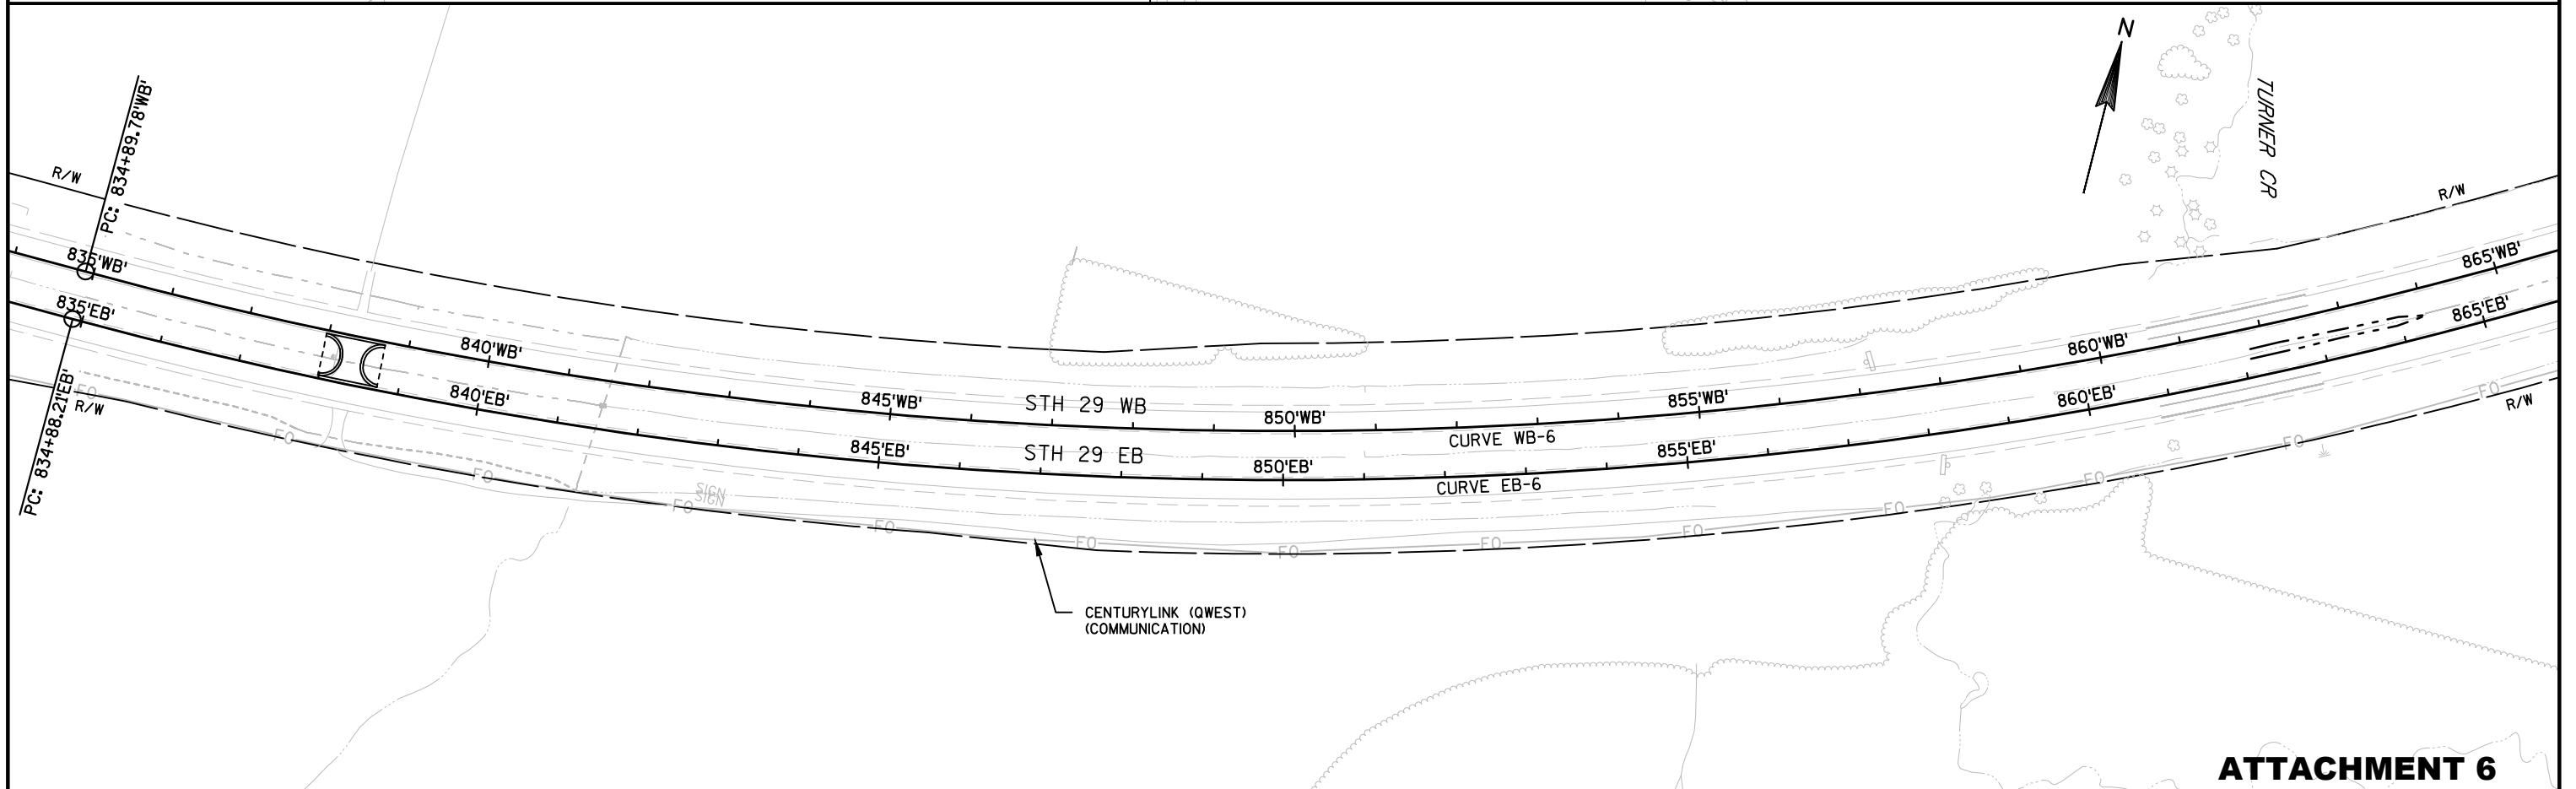 N
TURNER CR
PC: 834+89.78'WB'
R/W
R/W
835'WB'
865'WB'
835'EB'
865'EB'
840'WB'
860'WB'
840'EB'
860'EB'
845'WB'
STH 29 WB
850'WB'
855'WB'
CURVE WB-6
845'EB'
STH 29 EB
850'EB'
855'EB'
CURVE EB-6
PC: 834+88.21'EB'
FO
R/W
FO
R/W
FO
FO
SIGN
SIGN
FO
FO
FO
FO
FO
FO
FO
FO
FO
CENTURYLINK (QWEST)
(COMMUNICATION)
ATTACHMENT 6